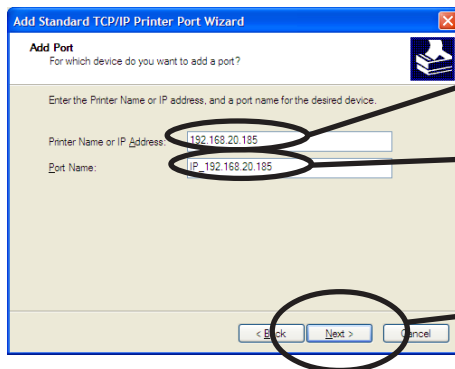 Add Standard TCP/IP Printer Port Wizard
Add Port
For which device do you want to add a port?
Enter the Printer Name or IP address, and a port name for the desired device.
Printer Name or IP Address: 192.168.20.185
Port Name: IP_192.168.20.185
< Back Next > Cancel